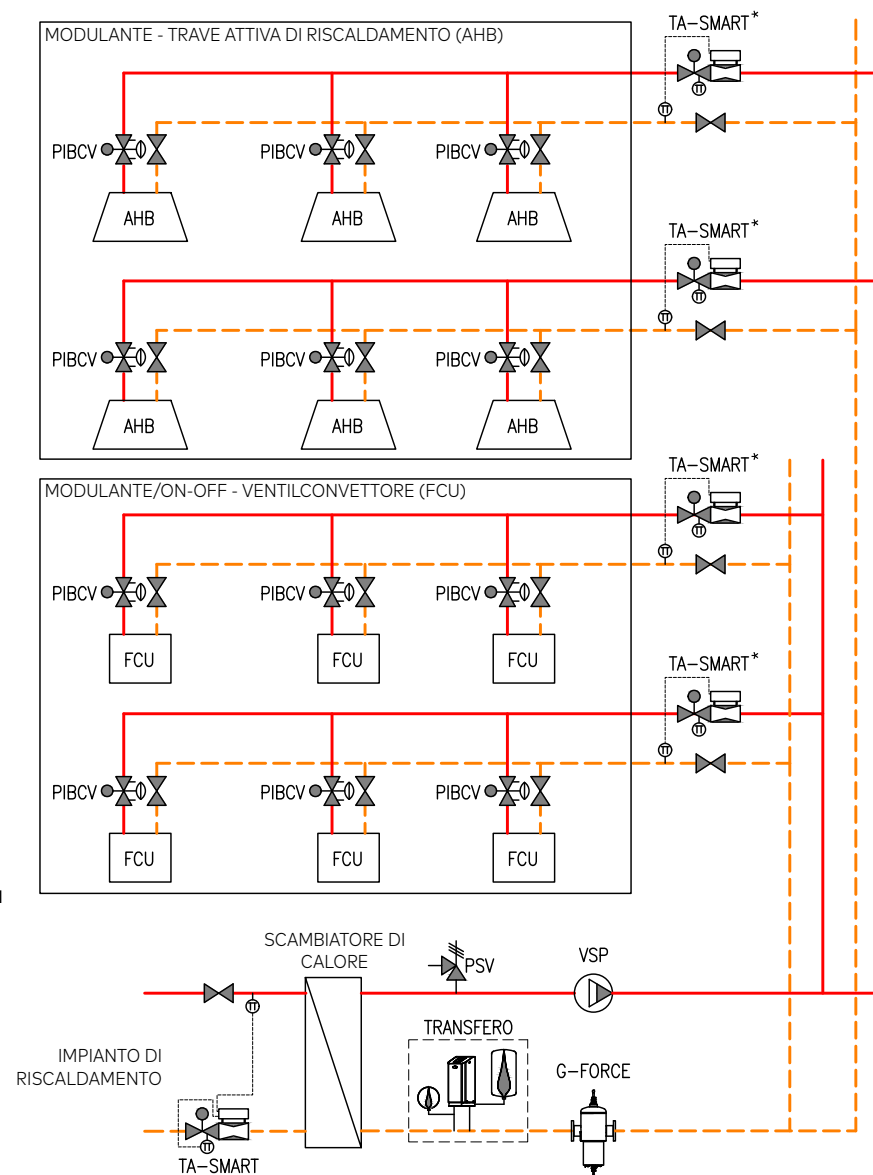 MODULANTE - TRAVE ATTIVA DI RISCALDAMENTO (AHB)
TA-SMART*
PIBCV PIBCV PIBCV
AHB AHB AHB
TA-SMART*
PIBCV PIBCV PIBCV
AHB AHB AHB
TA-SMART*
MODULANTE/ON-OFF - VENTILCONVETTORE (FCU)
PIBCV PIBCV PIBCV
FCU FCU FCU
TA-SMART*
PIBCV PIBCV PIBCV
FCU FCU FCU
SCAMBIATORE DI
CALORE
PSV
VSP
TRANSFERO
IMPIANTO DI
RISCALDAMENTO
G-FORCE
TA-SMART